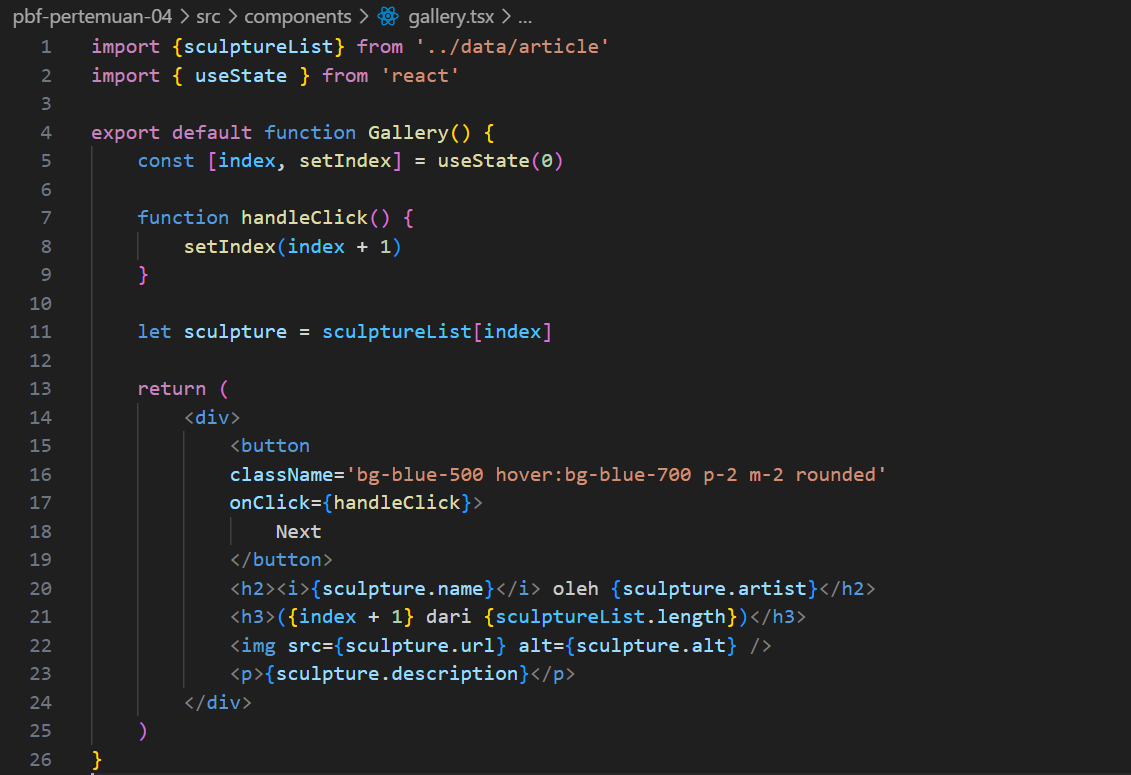 pbf-pertemuan-04 > src > components > gallery.tsx > ...
1 import {sculptureList} from '../data/article'
2 import { useState } from 'react'
3
4 export default function Gallery() {
5     const [index, setIndex] = useState(0)
6
7     function handleClick() {
8         setIndex(index + 1)
9     }
10
11     let sculpture = sculptureList[index]
12
13     return (
14         <div>
15             <button
16             className='bg-blue-500 hover:bg-blue-700 p-2 m-2 rounded'
17             onClick={handleClick}>
18                 Next
19             </button>
20             <h2><i>{sculpture.name}</i> oleh {sculpture.artist}</h2>
21             <h3>({index + 1} dari {sculptureList.length})</h3>
22             <img src={sculpture.url} alt={sculpture.alt} />
23             <p>{sculpture.description}</p>
24         </div>
25     )
26 }